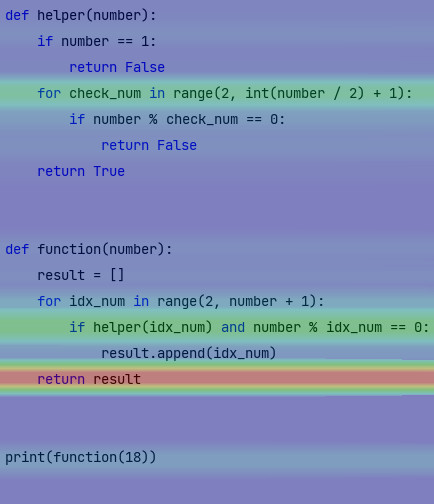 def helper(number):
    if number == 1:
        return False
    for check_num in range(2, int(number / 2) + 1):
        if number % check_num == 0:
            return False
    return True
def function(number):
    result = []
    for idx_num in range(2, number + 1):
        if helper(idx_num) and number % idx_num == 0:
            result.append(idx_num)
    return result
print(function(18))